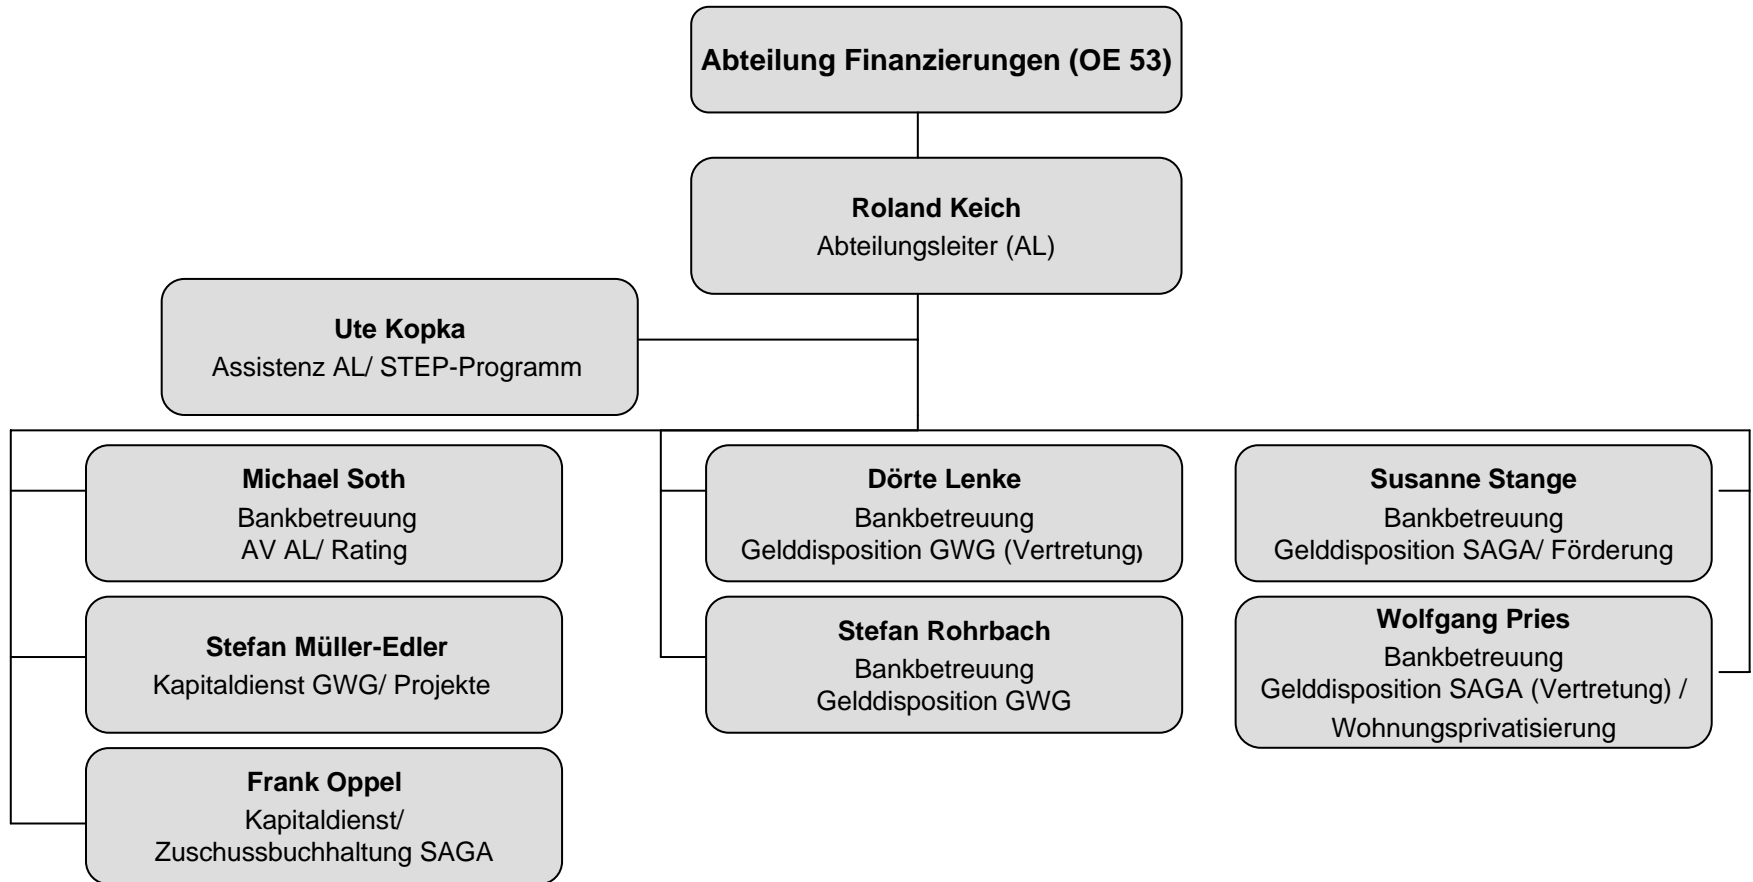 Abteilung Finanzierungen (OE 53)
Roland Keich
Abteilungsleiter (AL)
Ute Kopka
Assistenz AL/ STEP-Programm
Michael Soth
Bankbetreuung
AV AL/ Rating
Stefan Müller-Edler
Kapitaldienst GWG/ Projekte
Frank Oppel
Kapitaldienst/
Zuschussbuchhaltung SAGA
Dörte Lenke
Bankbetreuung
Gelddisposition GWG (Vertretung)
Stefan Rohrbach
Bankbetreuung
Gelddisposition GWG
Susanne Stange
Bankbetreuung
Gelddisposition SAGA/ Förderung
Wolfgang Pries
Bankbetreuung
Gelddisposition SAGA (Vertretung) /
Wohnungsprivatisierung